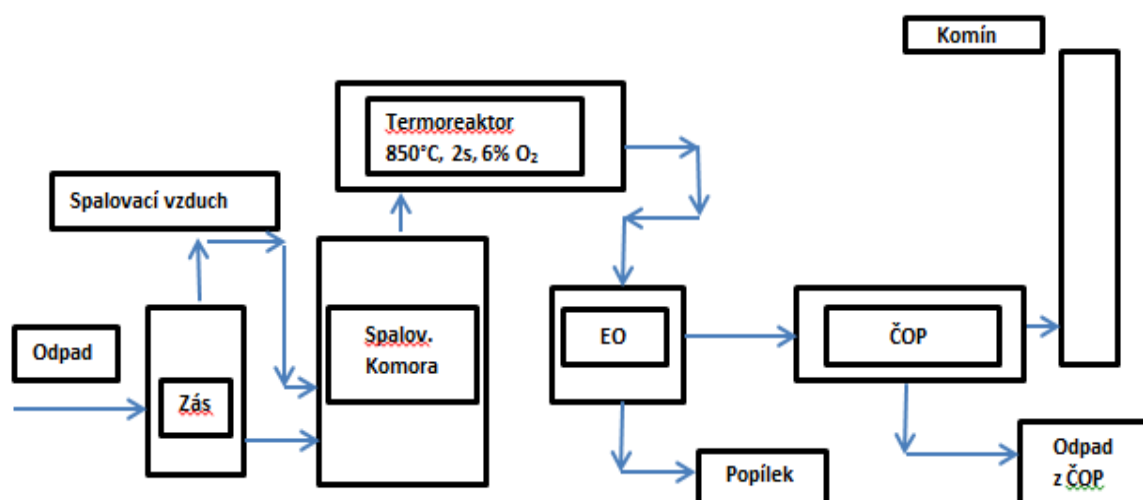 Komín
Termoreaktor
850°C, 2s, 6% O₂
Spalovací vzduch
Odpad
Zás
Spalov.
Komora
EO
ČOP
Popílek
Odpad
z ČOP